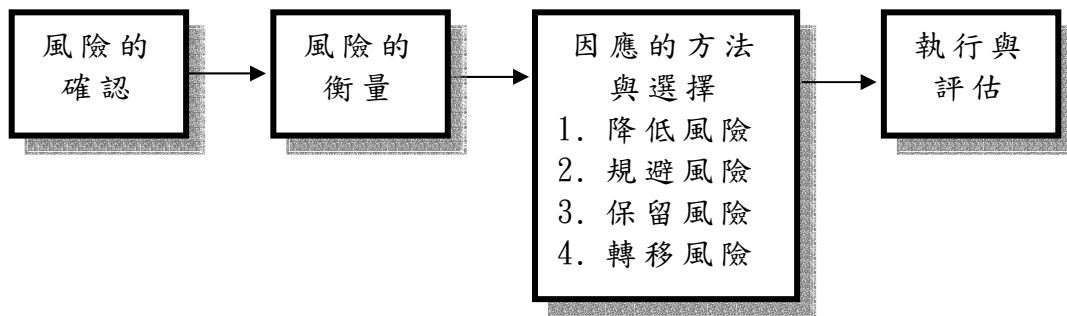 風險的
確認
風險的
衡量
因應的方法
與選擇
1. 降低風險
2. 規避風險
3. 保留風險
4. 轉移風險
執行與
評估